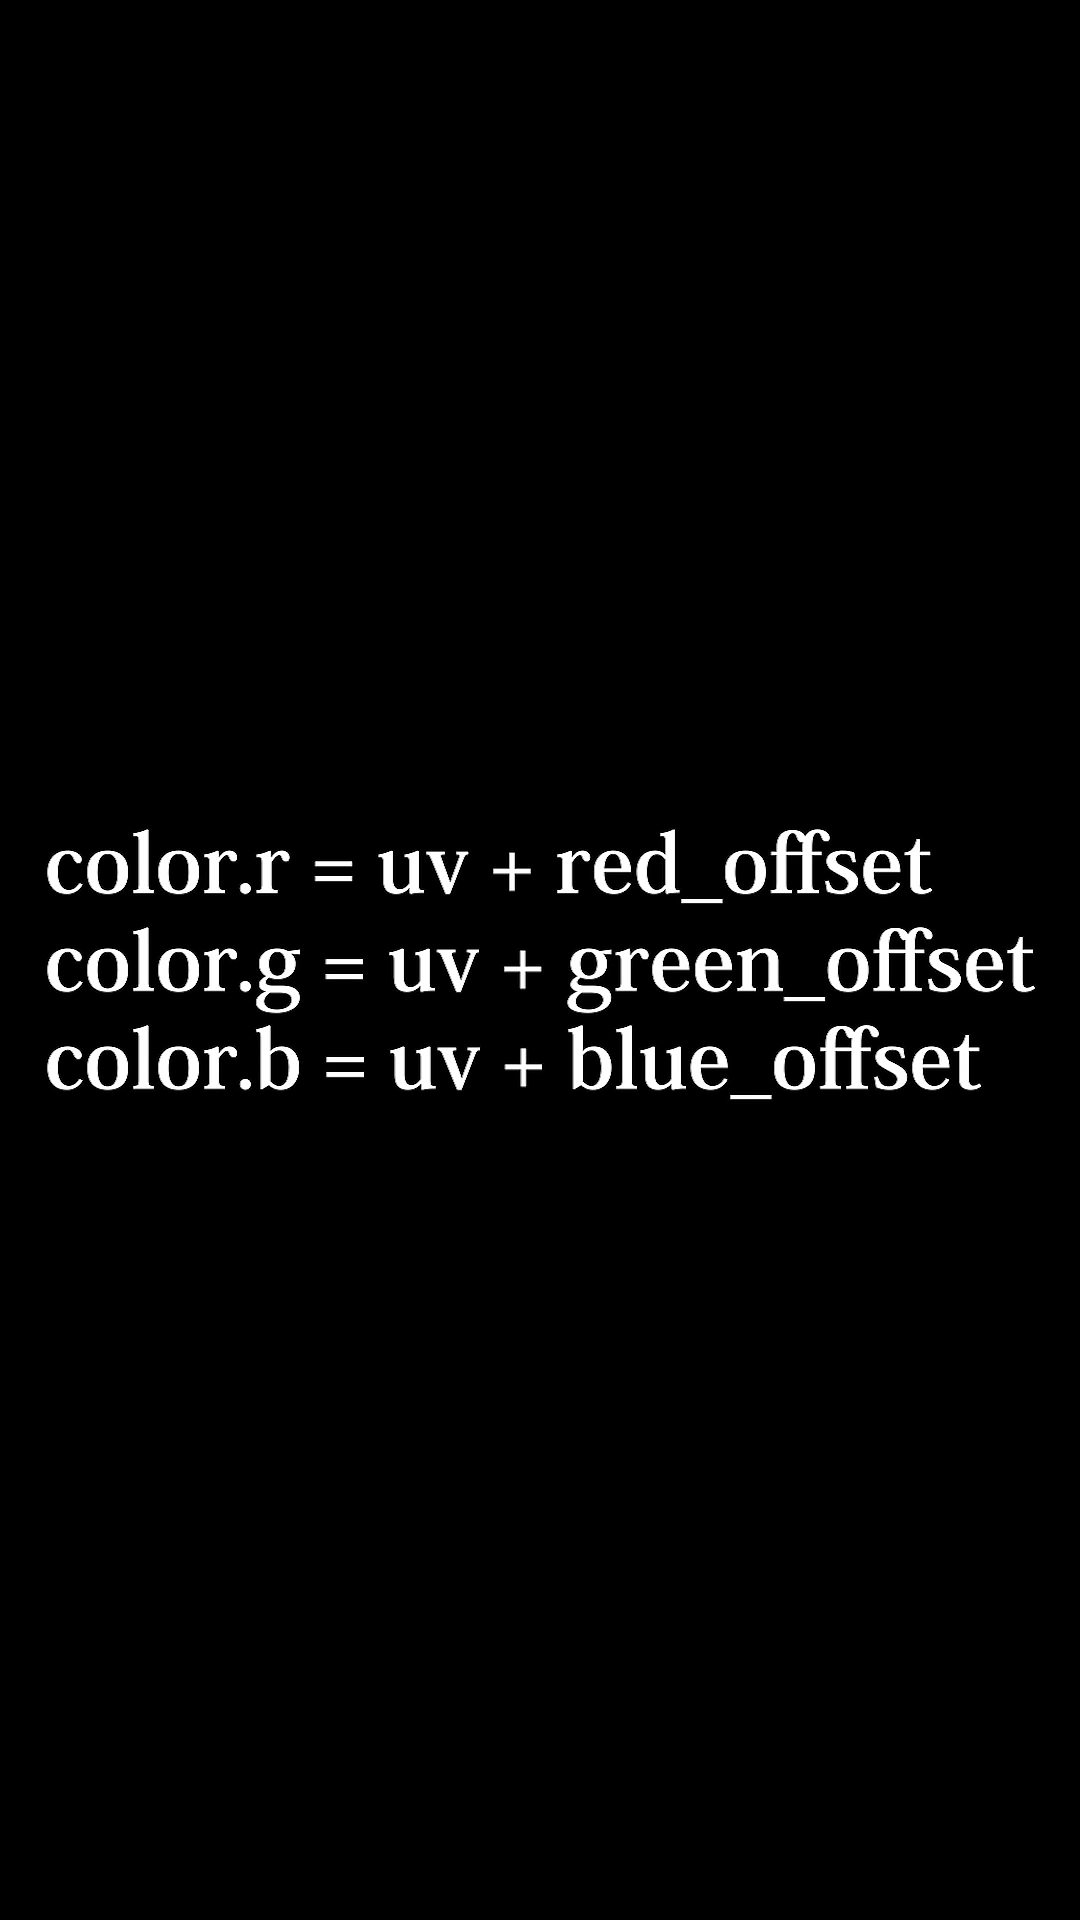 color.r = uv + red_offset
color.g = uv + green_offset
color.b = uv + blue_offset